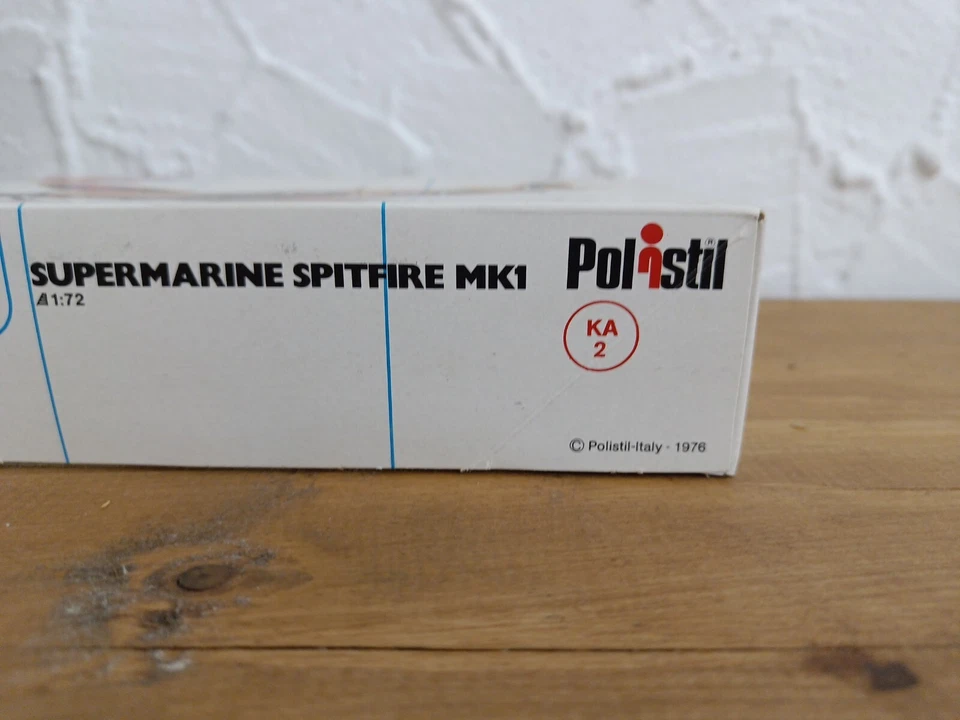 SUPERMARINE SPITFIRE MK1
1:72
Polistil®
KA
2
© Polistil-Italy - 1976